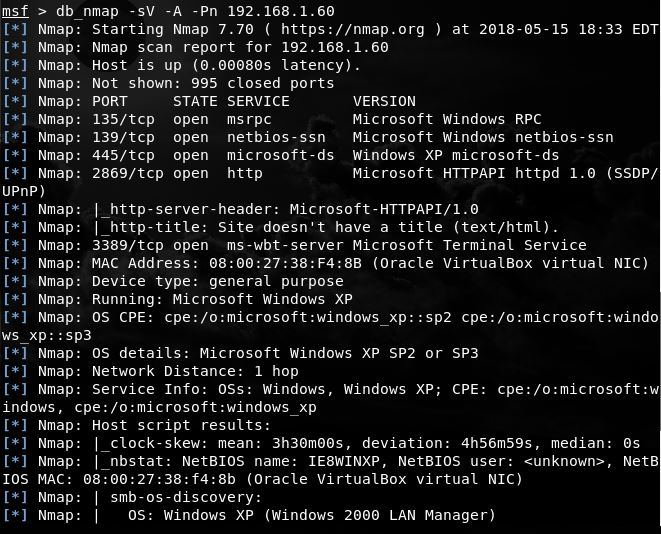 msf > db_nmap -sV -A -Pn 192.168.1.60
[*] Nmap: Starting Nmap 7.70 ( https://nmap.org ) at 2018-05-15 18:33 EDT
[*] Nmap: Nmap scan report for 192.168.1.60
[*] Nmap: Host is up (0.00080s latency).
[*] Nmap: Not shown: 995 closed ports
[*] Nmap: PORT     STATE SERVICE       VERSION
[*] Nmap: 135/tcp  open  msrpc         Microsoft Windows RPC
[*] Nmap: 139/tcp  open  netbios-ssn   Microsoft Windows netbios-ssn
[*] Nmap: 445/tcp  open  microsoft-ds  Windows XP microsoft-ds
[*] Nmap: 2869/tcp open  http          Microsoft HTTPAPI httpd 1.0 (SSDP/
UPnP)
[*] Nmap: |_http-server-header: Microsoft-HTTPAPI/1.0
[*] Nmap: |_http-title: Site doesn't have a title (text/html).
[*] Nmap: 3389/tcp open  ms-wbt-server Microsoft Terminal Service
[*] Nmap: MAC Address: 08:00:27:38:F4:8B (Oracle VirtualBox virtual NIC)
[*] Nmap: Device type: general purpose
[*] Nmap: Running: Microsoft Windows XP
[*] Nmap: OS CPE: cpe:/o:microsoft:windows_xp::sp2 cpe:/o:microsoft:windo
ws_xp::sp3
[*] Nmap: OS details: Microsoft Windows XP SP2 or SP3
[*] Nmap: Network Distance: 1 hop
[*] Nmap: Service Info: OSs: Windows, Windows XP; CPE: cpe:/o:microsoft:w
indows, cpe:/o:microsoft:windows_xp
[*] Nmap: Host script results:
[*] Nmap: |_clock-skew: mean: 3h30m00s, deviation: 4h56m59s, median: 0s
[*] Nmap: |_nbstat: NetBIOS name: IE8WINXP, NetBIOS user: <unknown>, NetB
IOS MAC: 08:00:27:38:f4:8b (Oracle VirtualBox virtual NIC)
[*] Nmap: | smb-os-discovery:
[*] Nmap: |   OS: Windows XP (Windows 2000 LAN Manager)